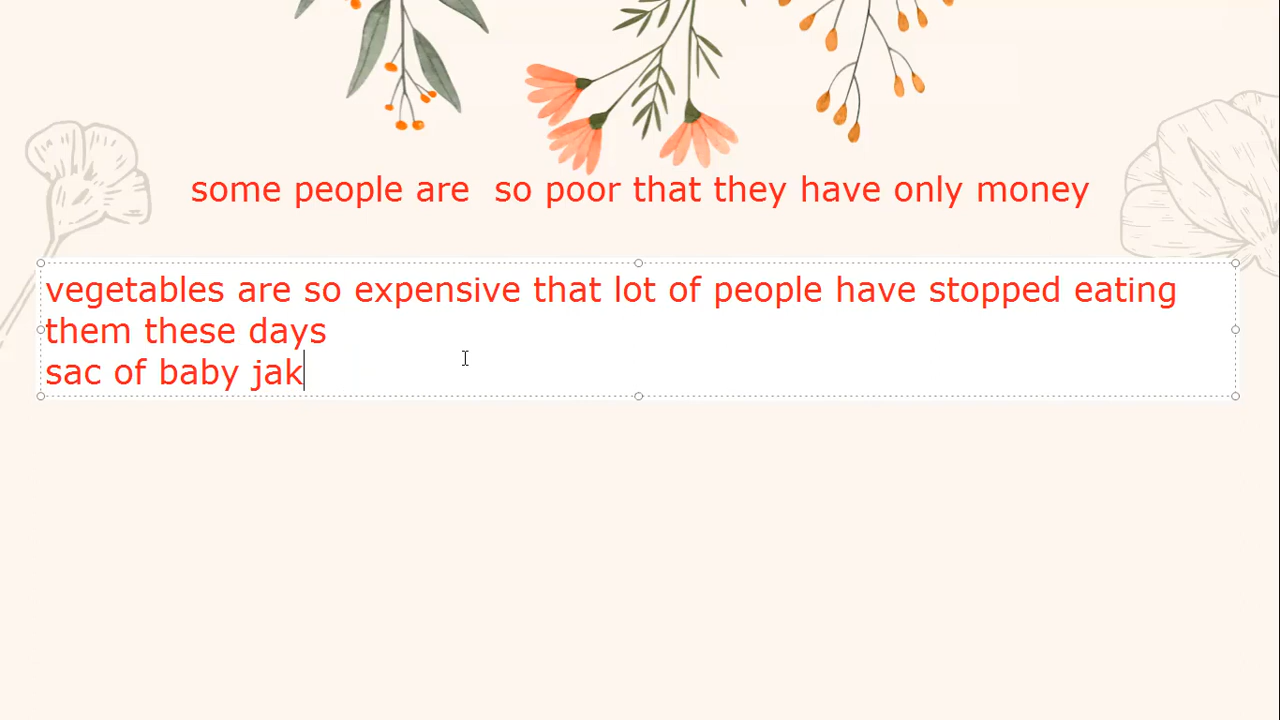 some people are  so poor that they have only money
vegetables are so expensive that lot of people have stopped eating
them these days
sac of baby jak